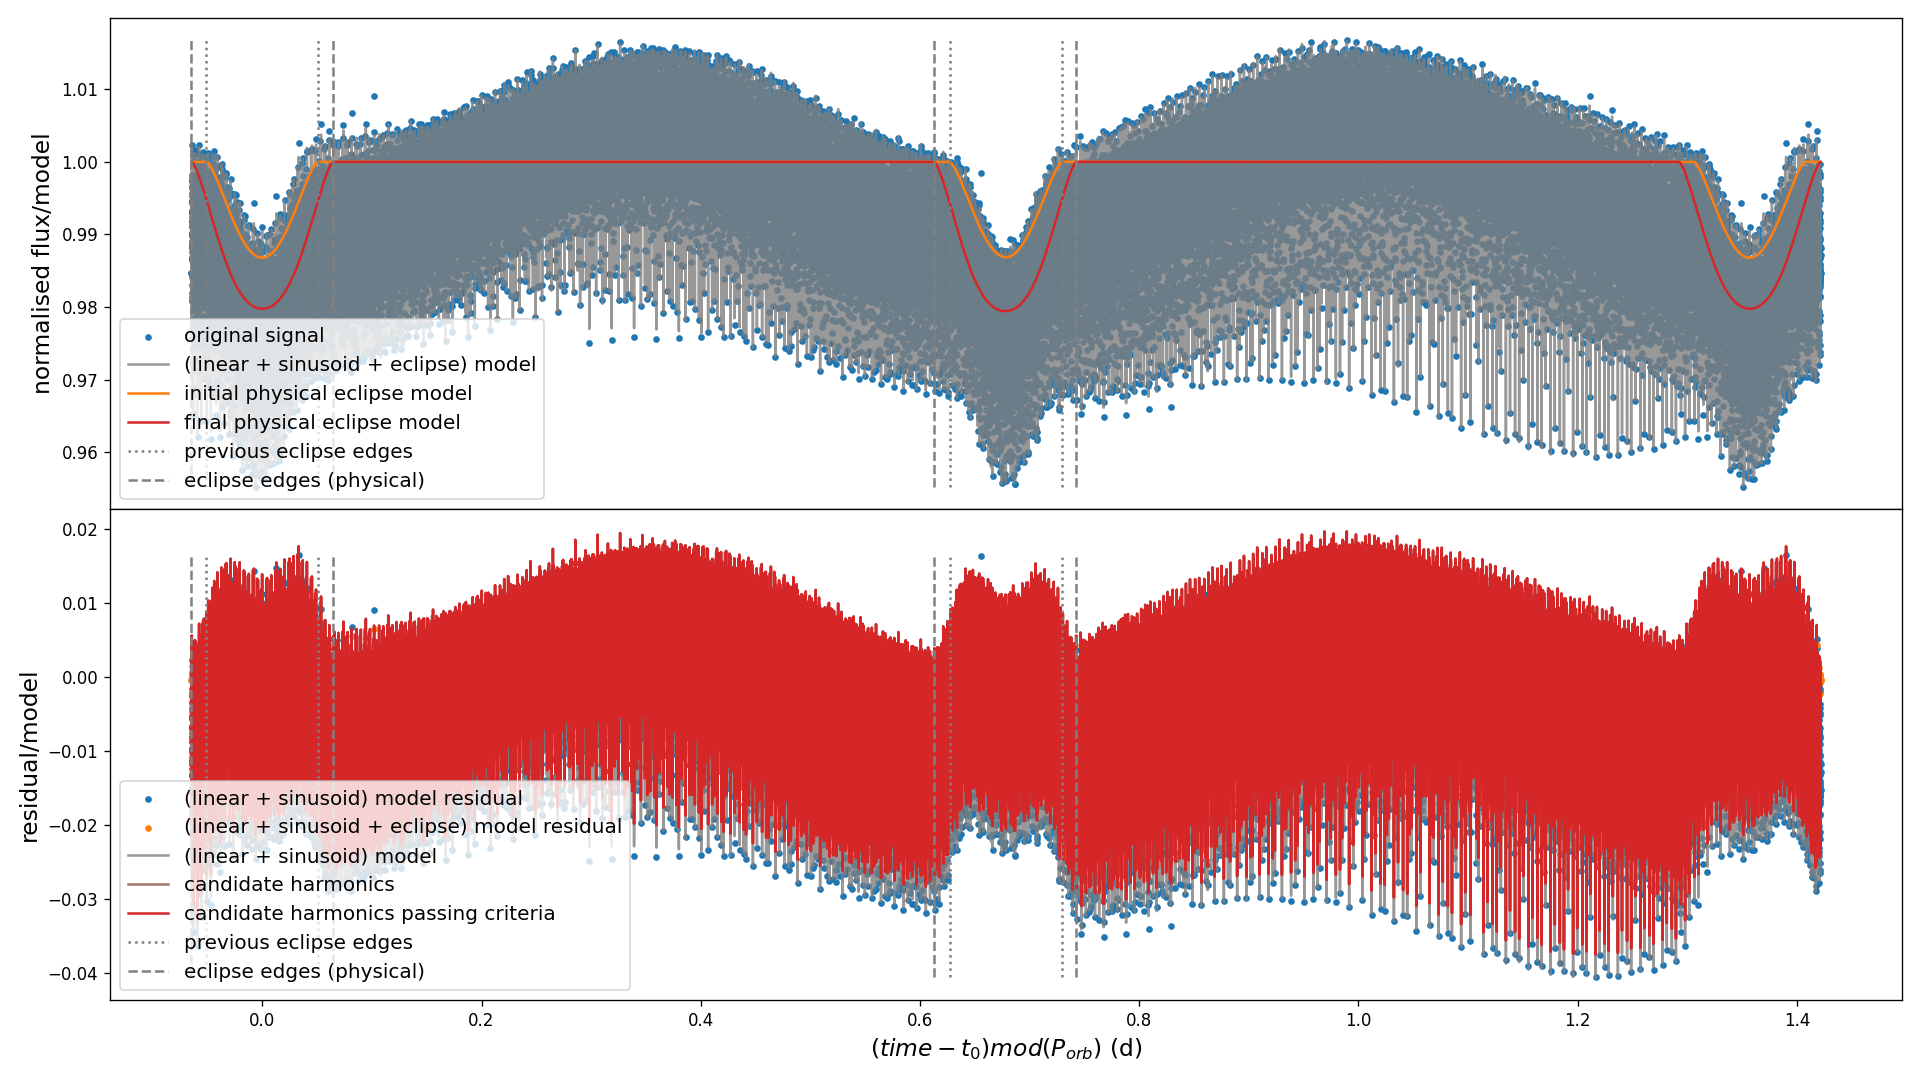 normalised flux/model
1.01
1.00
0.99
0.98
0.97
0.96
original signal
(linear + sinusoid + eclipse) model
initial physical eclipse model
final physical eclipse model
previous eclipse edges
eclipse edges (physical)
residual/model
0.02
0.01
0.00
−0.01
−0.02
−0.03
−0.04
(linear + sinusoid) model residual
(linear + sinusoid + eclipse) model residual
(linear + sinusoid) model
candidate harmonics
candidate harmonics passing criteria
previous eclipse edges
eclipse edges (physical)
0.0 0.2 0.4 0.6 0.8 1.0 1.2 1.4
(time − t₀)mod(P_orb) (d)